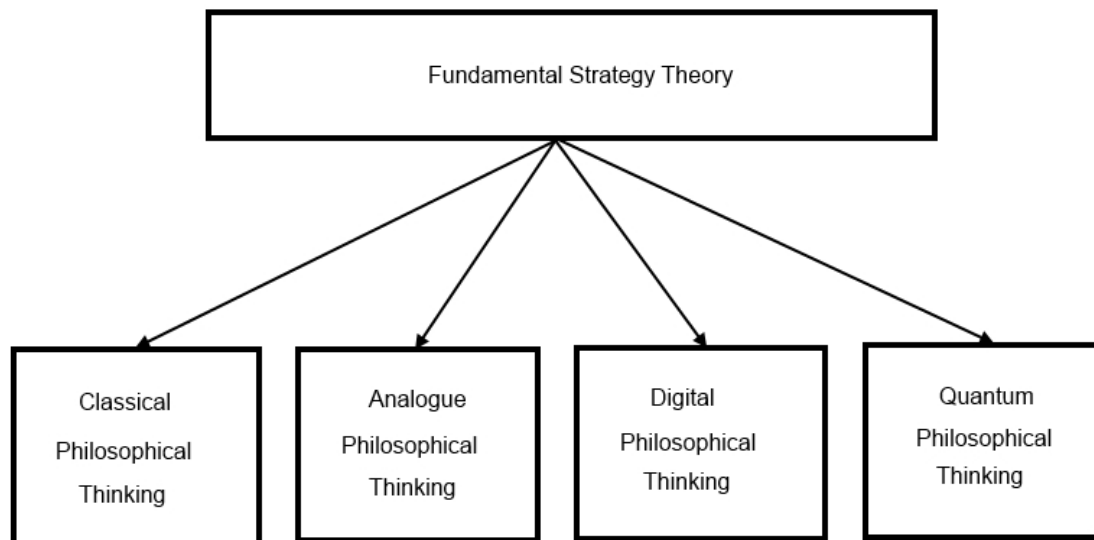 Fundamental Strategy Theory
Classical
Philosophical
Thinking
Analogue
Philosophical
Thinking
Digital
Philosophical
Thinking
Quantum
Philosophical
Thinking